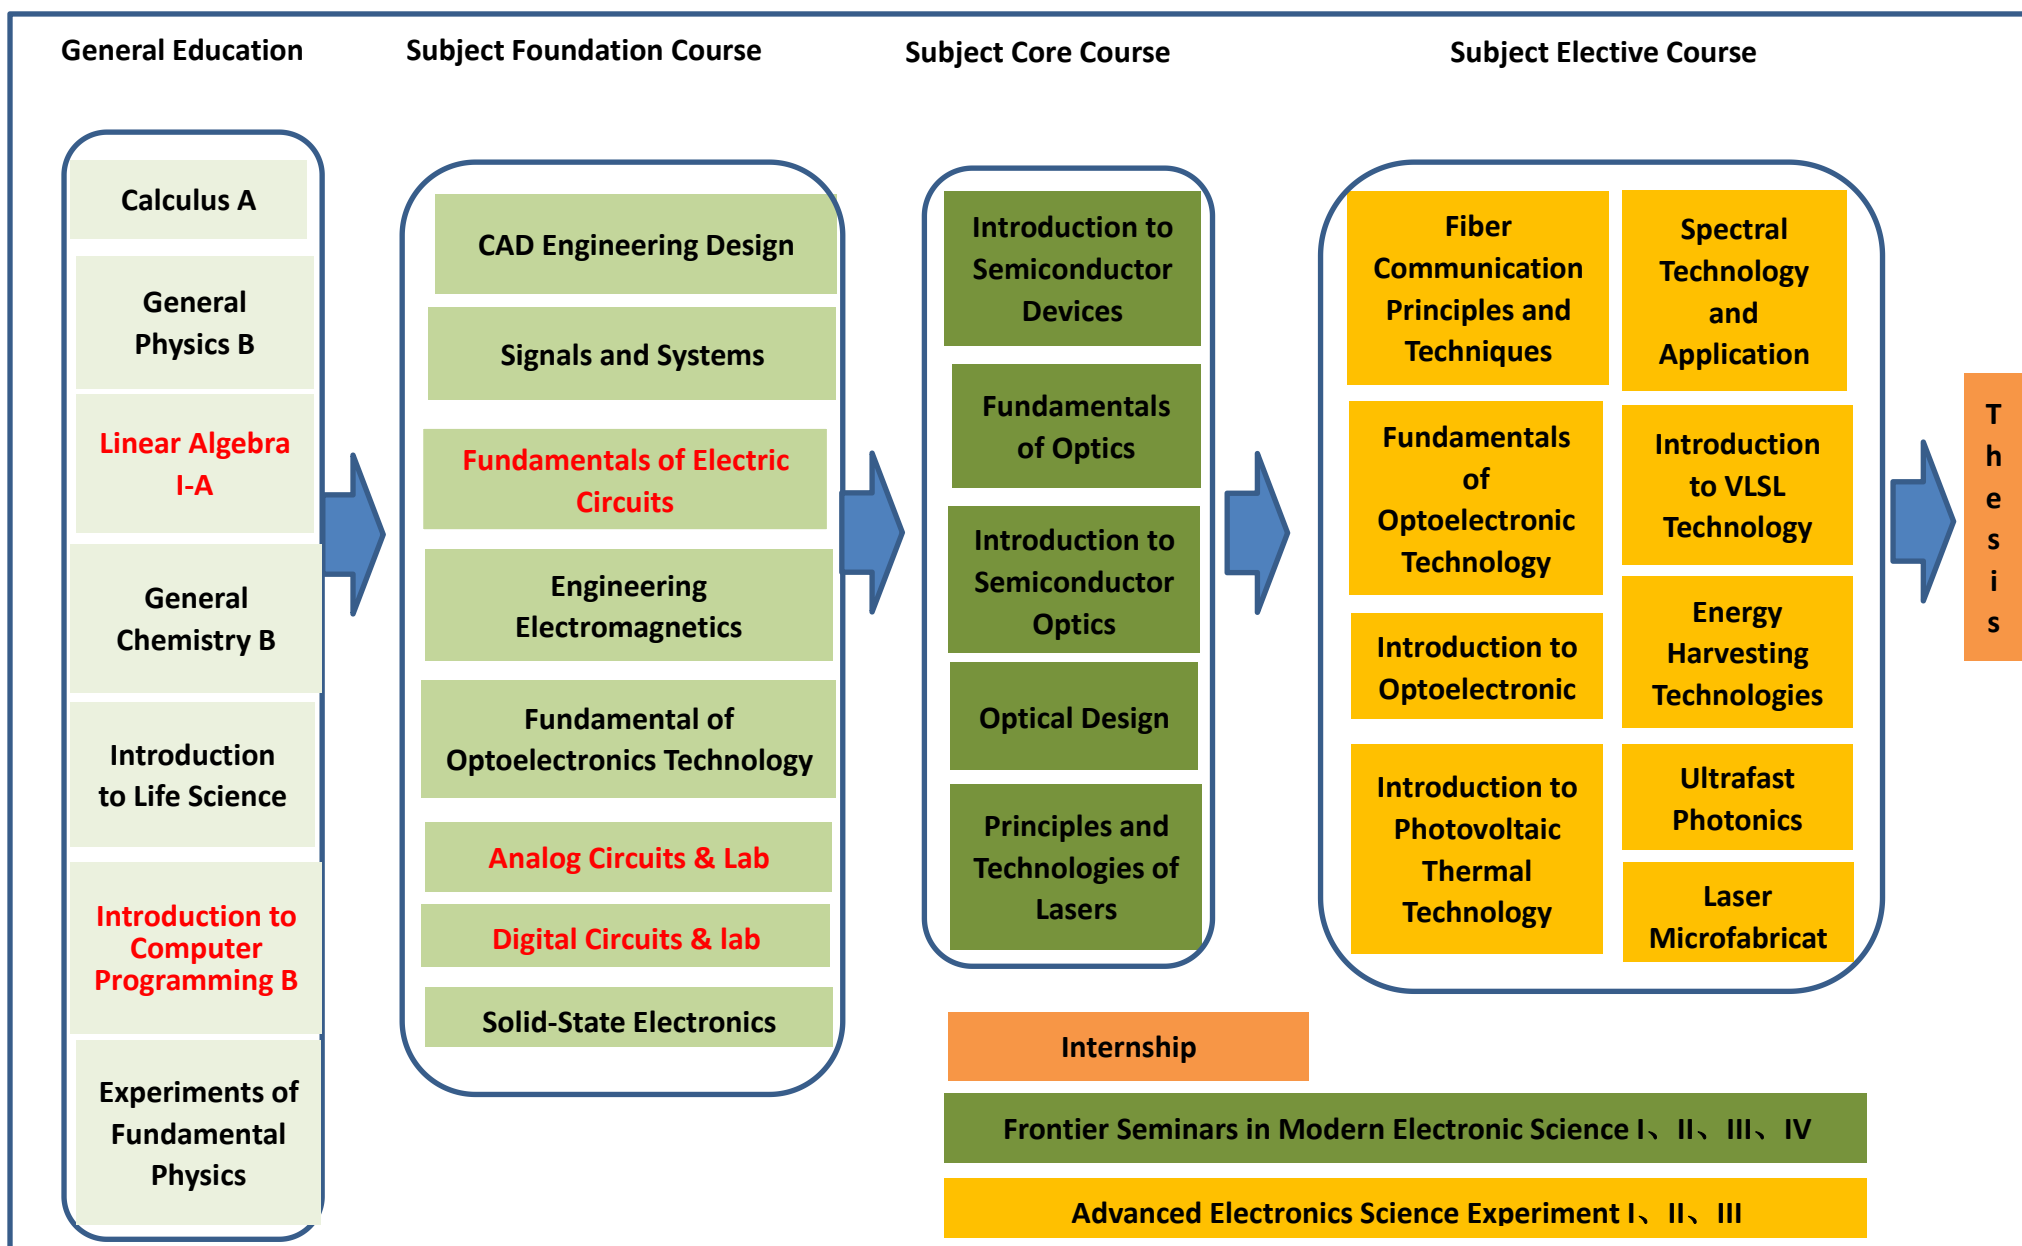 General Education
Subject Foundation Course
Subject Core Course
Subject Elective Course
Calculus A
General
Physics B
Linear Algebra
I-A
General
Chemistry B
Introduction
to Life Science
Introduction to
Computer
Programming B
Experiments of
Fundamental
Physics
CAD Engineering Design
Signals and Systems
Fundamentals of Electric
Circuits
Engineering
Electromagnetics
Fundamental of
Optoelectronics Technology
Analog Circuits & Lab
Digital Circuits & lab
Solid-State Electronics
Introduction to
Semiconductor
Devices
Fundamentals
of Optics
Introduction to
Semiconductor
Optics
Optical Design
Principles and
Technologies of
Lasers
Fiber
Communication
Principles and
Techniques
Fundamentals
of
Optoelectronic
Technology
Introduction to
Optoelectronic
Introduction to
Photovoltaic
Thermal
Technology
Spectral
Technology
and
Application
Introduction
to VLSL
Technology
Energy
Harvesting
Technologies
Ultrafast
Photonics
Laser
Microfabricat
T
h
e
s
i
s
Internship
Frontier Seminars in Modern Electronic Science I、II、III、IV
Advanced Electronics Science Experiment I、II、III